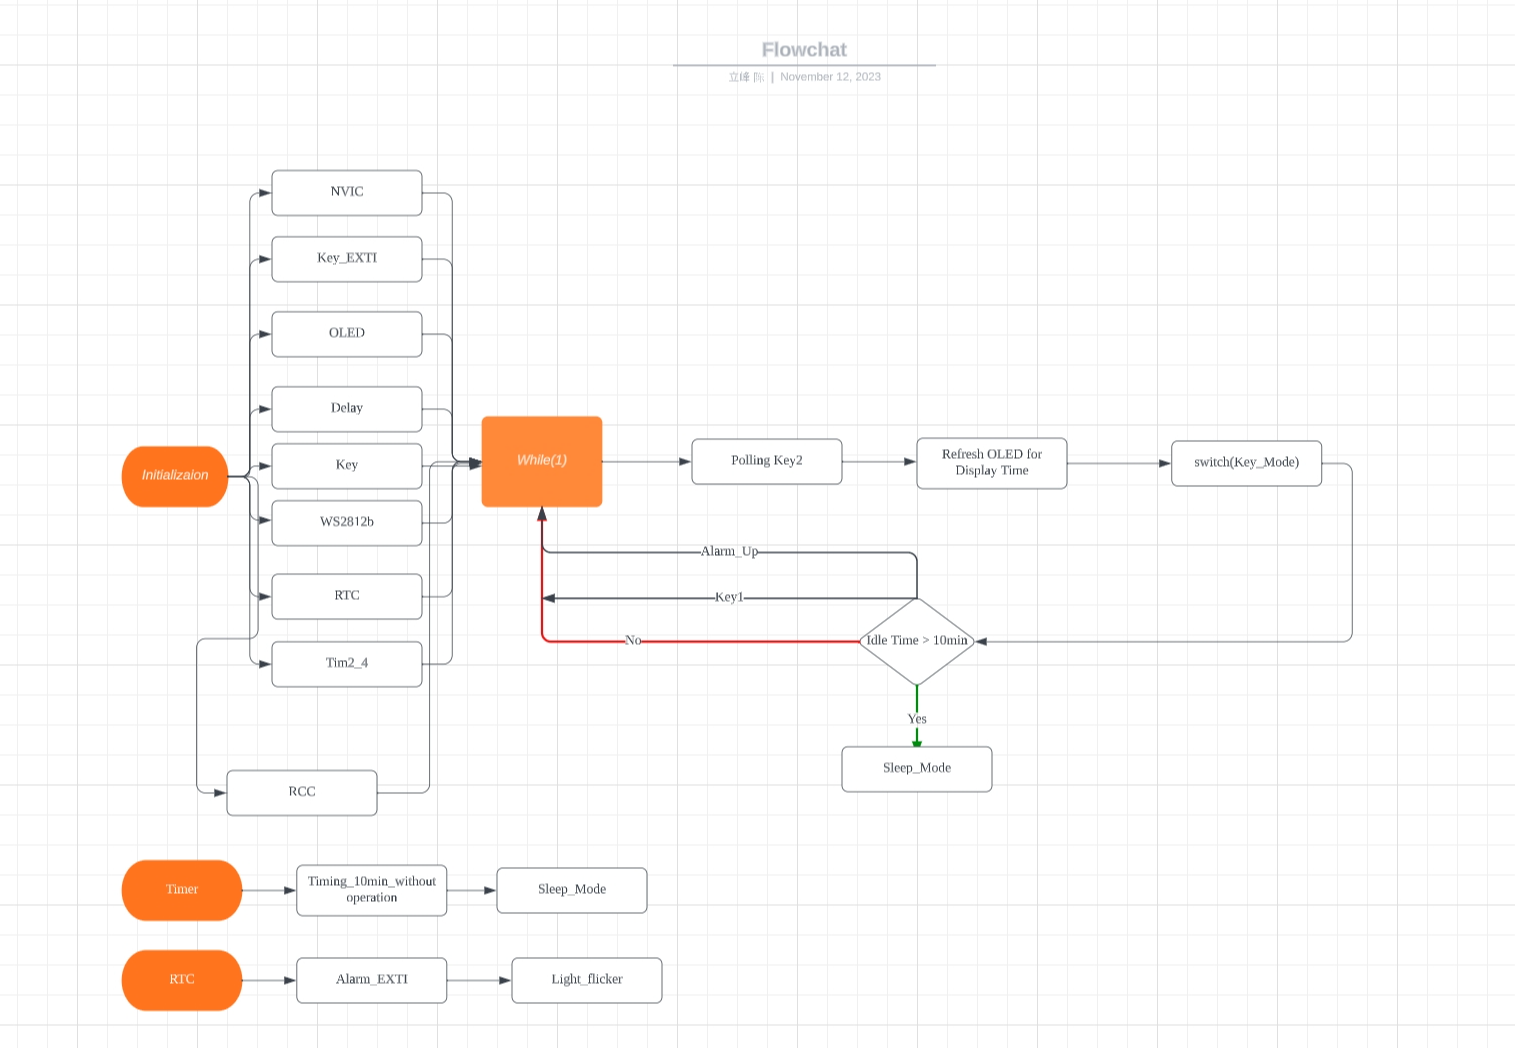 Flowchat
立峰 陈 | November 12, 2023
NVIC
Key_EXTI
OLED
Delay
Initializaion
Key
While(1)
Polling Key2
Refresh OLED for
Display Time
switch(Key_Mode)
WS2812b
Alarm_Up
RTC
Key1
Tim2_4
No
Idle Time > 10min
Yes
Sleep_Mode
RCC
Timer
Timing_10min_without
operation
Sleep_Mode
RTC
Alarm_EXTI
Light_flicker